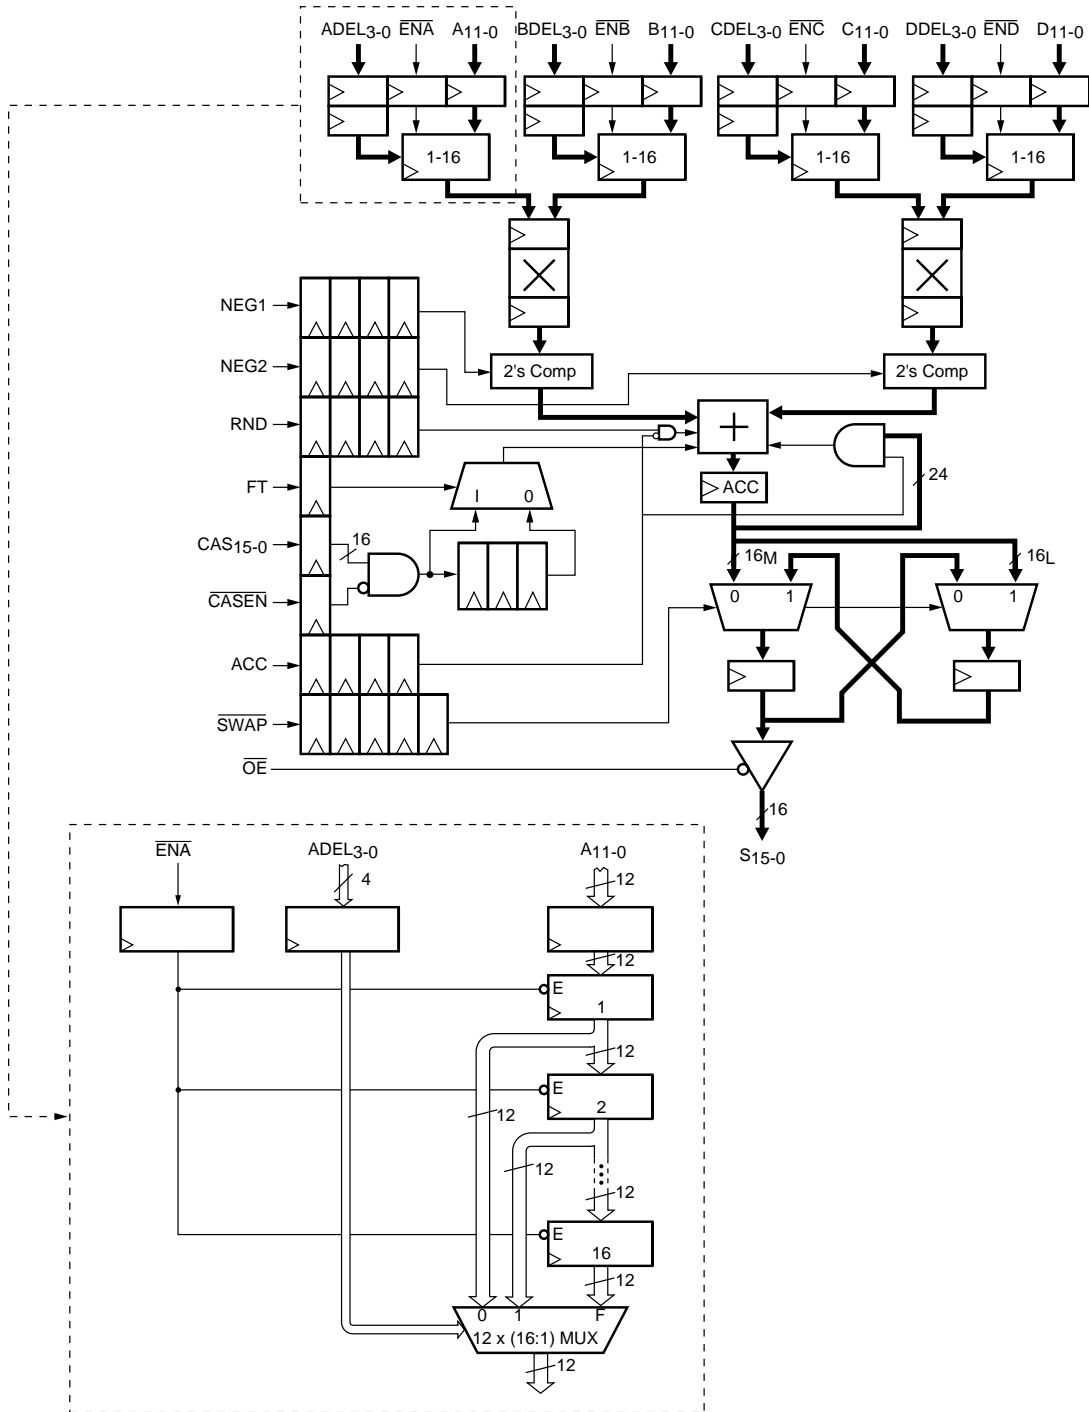 ADEL3-0 ENA A11-0 BDEL3-0 ENB B11-0 CDEL3-0 ENC C11-0 DDEL3-0 END D11-0
1-16 1-16 1-16 1-16
NEG1
2's Comp 2's Comp
NEG2
RND
24
FT
I 0
ACC
CAS15-0
16
16M 16L
CASEN
0 1 0 1
ACC
SWAP
OE
16
S15-0
ENA ADEL3-0 A11-0
4 12
12
E
1
12
E
2
12
12
12
E
16
12
0 1 F
12 x (16:1) MUX
12